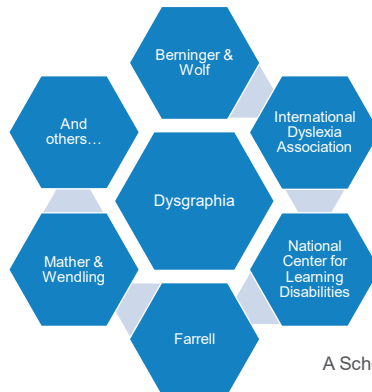 Berninger &
Wolf
International
Dyslexia
Association
And
others…
Dysgraphia
National
Center for
Learning
Disabilities
Mather &
Wendling
Farrell
A Sch